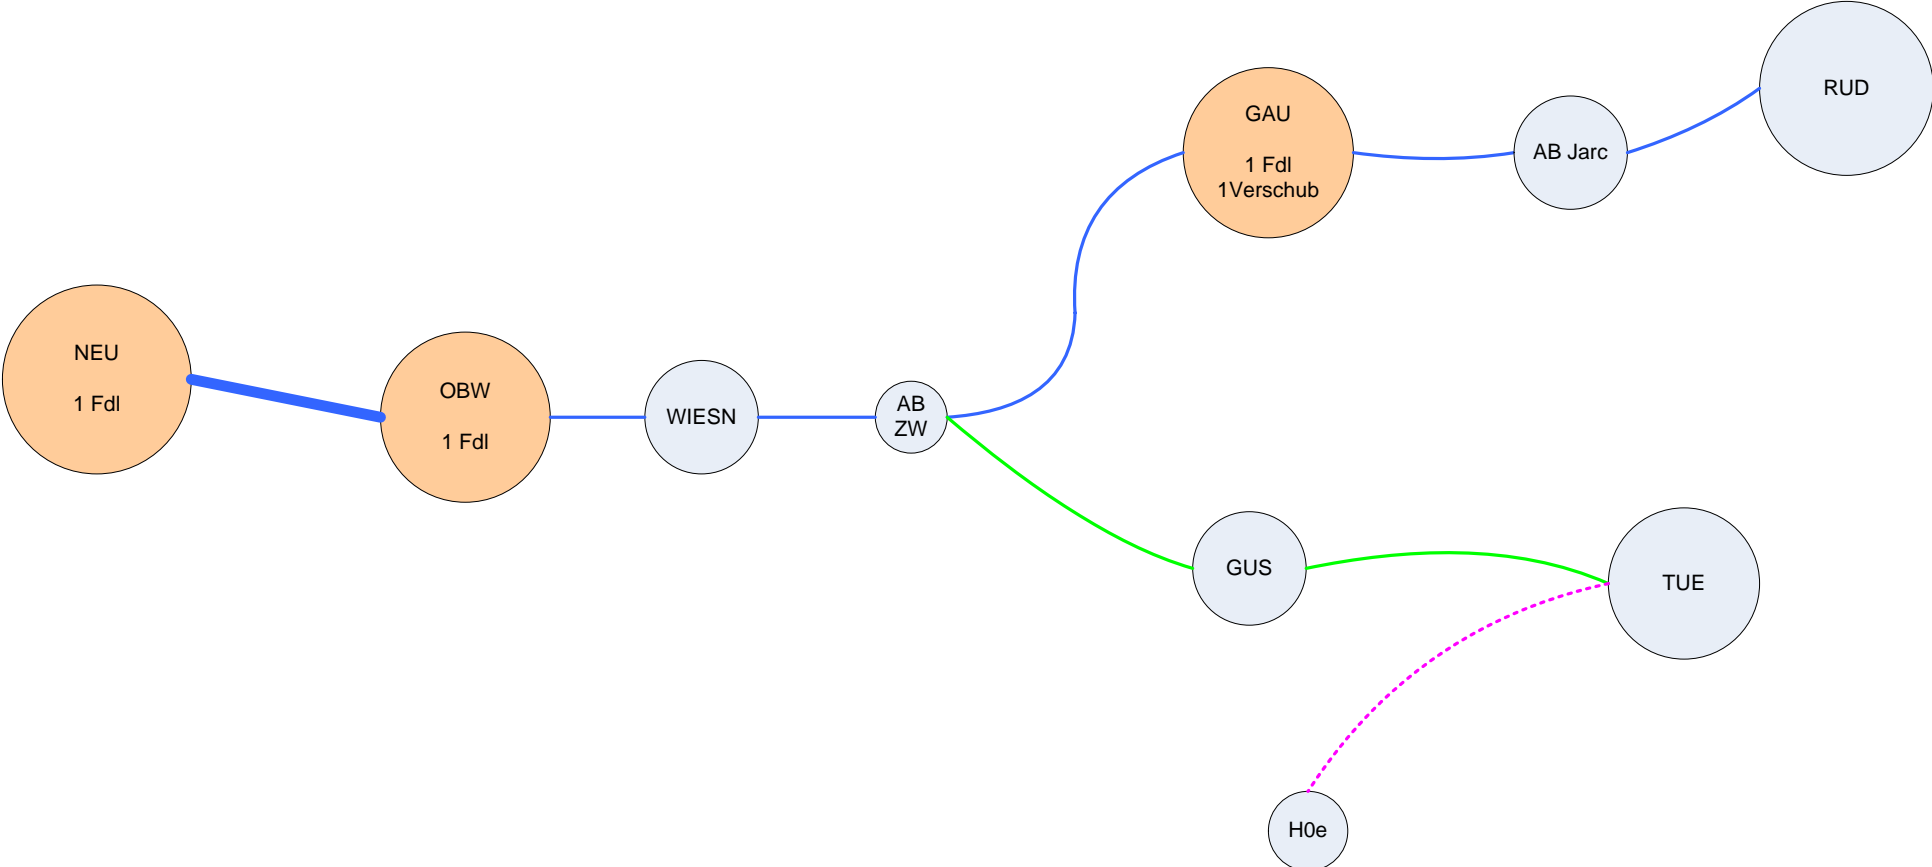 RUD
GAU
1 Fdl
1Verschub
AB Jarc
NEU
1 Fdl
OBW
1 Fdl
WIESN
AB
ZW
GUS
TUE
H0e